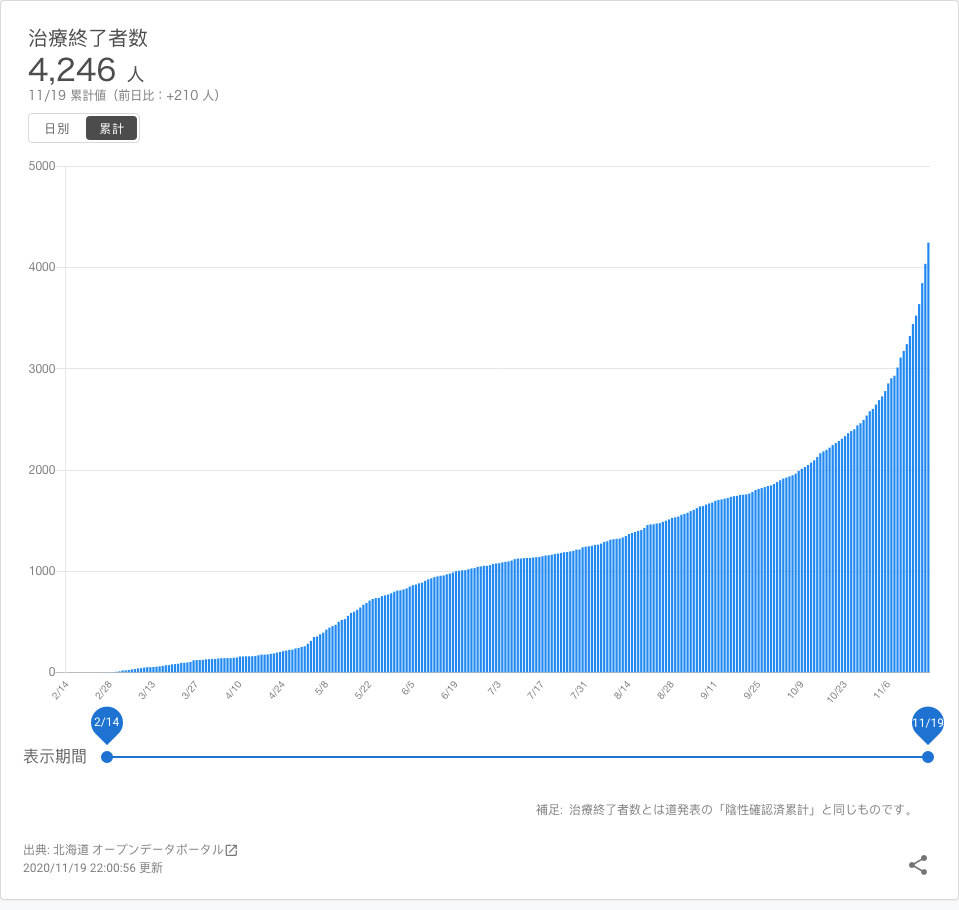 治療終了者数
4,246 人
11/19 累計値（前日比：+210 人）
日別 累計
5000
4000
3000
2000
1000
0
2/14 2/28 3/13 3/27 4/10 4/24 5/8 5/22 6/5 6/19 7/3 7/17 7/31 8/14 8/28 9/11 9/25 10/9 10/23 11/6
2/14 11/19
表示期間
補足: 治療終了者数とは道発表の「陰性確認済累計」と同じものです。
出典: 北海道 オープンデータポータル
2020/11/19 22:00:56 更新